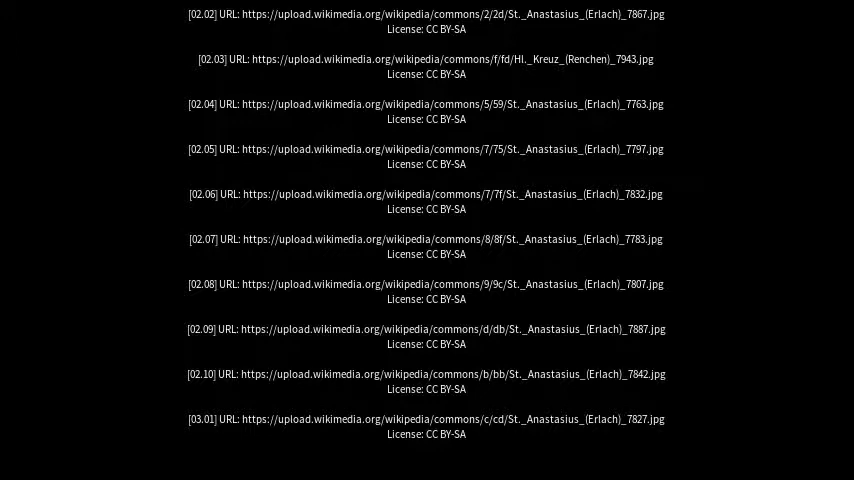 [02.02] URL: https://upload.wikimedia.org/wikipedia/commons/2/2d/St._Anastasius_(Erlach)_7867.jpg
License: CC BY-SA
[02.03] URL: https://upload.wikimedia.org/wikipedia/commons/f/fd/Hl._Kreuz_(Renchen)_7943.jpg
License: CC BY-SA
[02.04] URL: https://upload.wikimedia.org/wikipedia/commons/5/59/St._Anastasius_(Erlach)_7763.jpg
License: CC BY-SA
[02.05] URL: https://upload.wikimedia.org/wikipedia/commons/7/75/St._Anastasius_(Erlach)_7797.jpg
License: CC BY-SA
[02.06] URL: https://upload.wikimedia.org/wikipedia/commons/7/7f/St._Anastasius_(Erlach)_7832.jpg
License: CC BY-SA
[02.07] URL: https://upload.wikimedia.org/wikipedia/commons/8/8f/St._Anastasius_(Erlach)_7783.jpg
License: CC BY-SA
[02.08] URL: https://upload.wikimedia.org/wikipedia/commons/9/9c/St._Anastasius_(Erlach)_7807.jpg
License: CC BY-SA
[02.09] URL: https://upload.wikimedia.org/wikipedia/commons/d/db/St._Anastasius_(Erlach)_7887.jpg
License: CC BY-SA
[02.10] URL: https://upload.wikimedia.org/wikipedia/commons/b/bb/St._Anastasius_(Erlach)_7842.jpg
License: CC BY-SA
[03.01] URL: https://upload.wikimedia.org/wikipedia/commons/c/cd/St._Anastasius_(Erlach)_7827.jpg
License: CC BY-SA